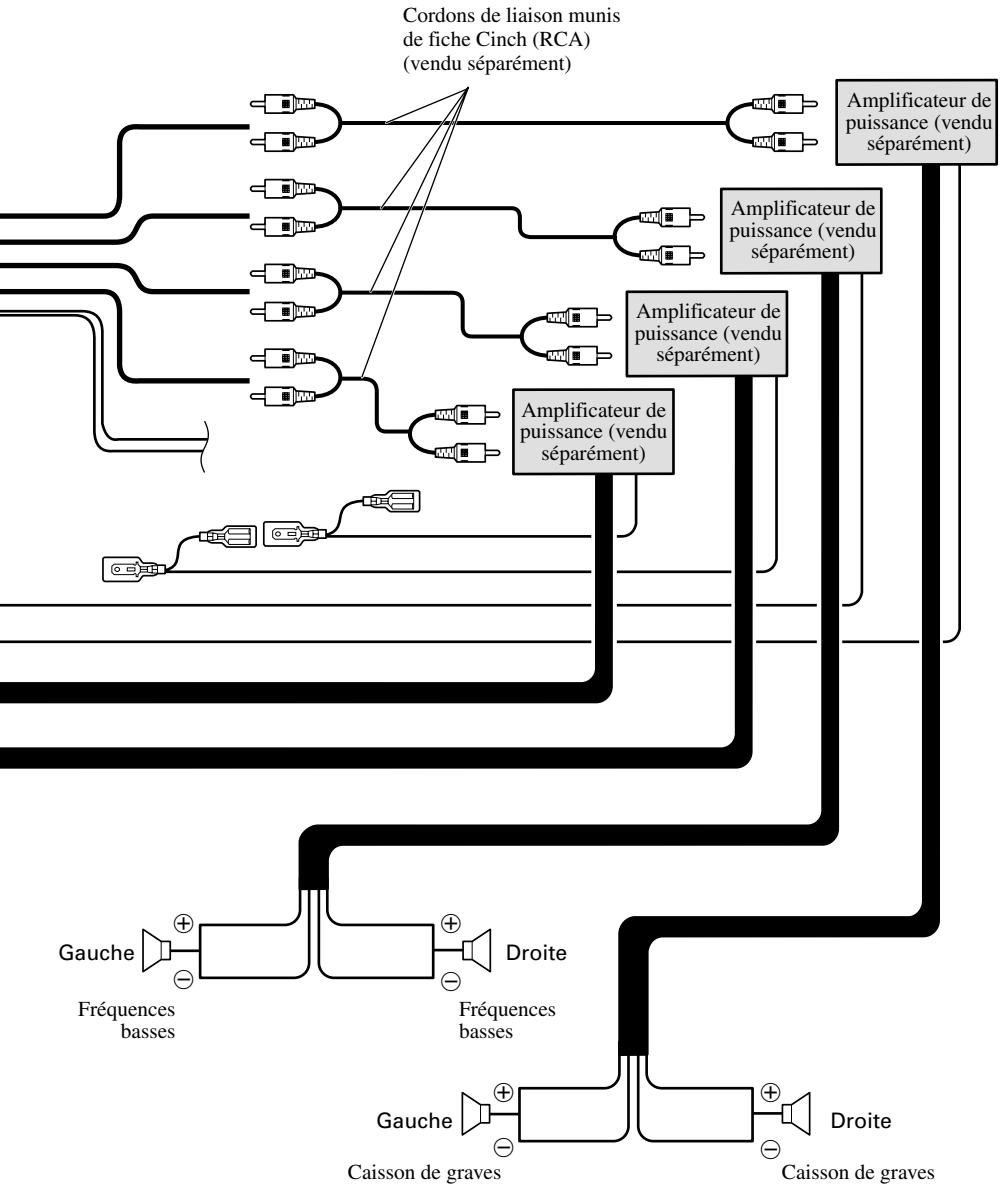 Cordons de liaison munis
de fiche Cinch (RCA)
(vendu séparément)
Amplificateur de
puissance (vendu
séparément)
Amplificateur de
puissance (vendu
séparément)
Amplificateur de
puissance (vendu
séparément)
Amplificateur de
puissance (vendu
séparément)
+
+
Gauche
Droite
−
−
Fréquences
basses
Fréquences
basses
+
+
Gauche
Droite
−
−
Caisson de graves
Caisson de graves